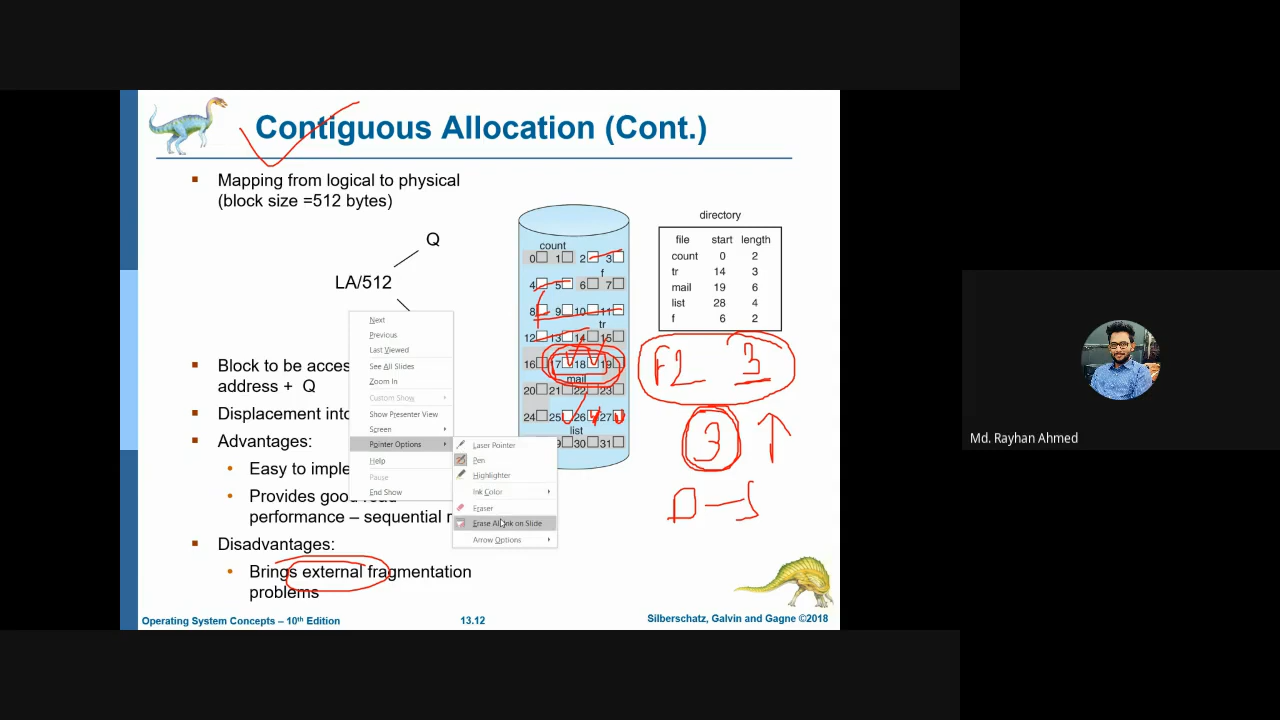 Contiguous Allocation (Cont.)
Mapping from logical to physical
(block size =512 bytes)
Q
LA/512
Block to be acces
address + Q
Displacement into
Advantages:
Easy to imple
Provides good read
performance – sequential r
Disadvantages:
Brings external fragmentation
problems
Next
Previous
Last Viewed
See All Slides
Zoom In
Custom Show
Show Presenter View
Screen
Pointer Options
Help
Pause
End Show
Laser Pointer
Pen
Highlighter
Ink Color
Eraser
Erase All Ink on Slide
Arrow Options
count
0 1 2 3
f
4 5 6 7
8 9 10 11
tr
12 13 14 15
16 17 18 19
mail
20 21 22 23
24 25 26 27
list
9 30 31
directory
file start length
count 0 2
tr 14 3
mail 19 6
list 28 4
f 6 2
F2 3
3
D-S
Operating System Concepts – 10th Edition
13.12
Silberschatz, Galvin and Gagne ©2018
Md. Rayhan Ahmed